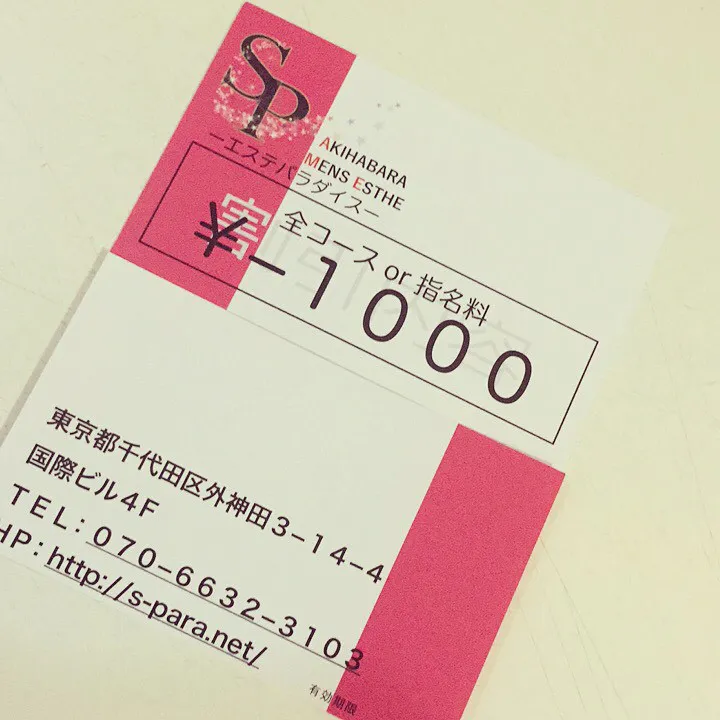 SP
AKIHABARA
MENS ESTHE
ーエステパラダイスー
全コース or 指名料
¥-1000
東京都千代田区外神田3-14-4
国際ビル4F
TEL:070-6632-3103
HP:http://s-para.net/
有効期限